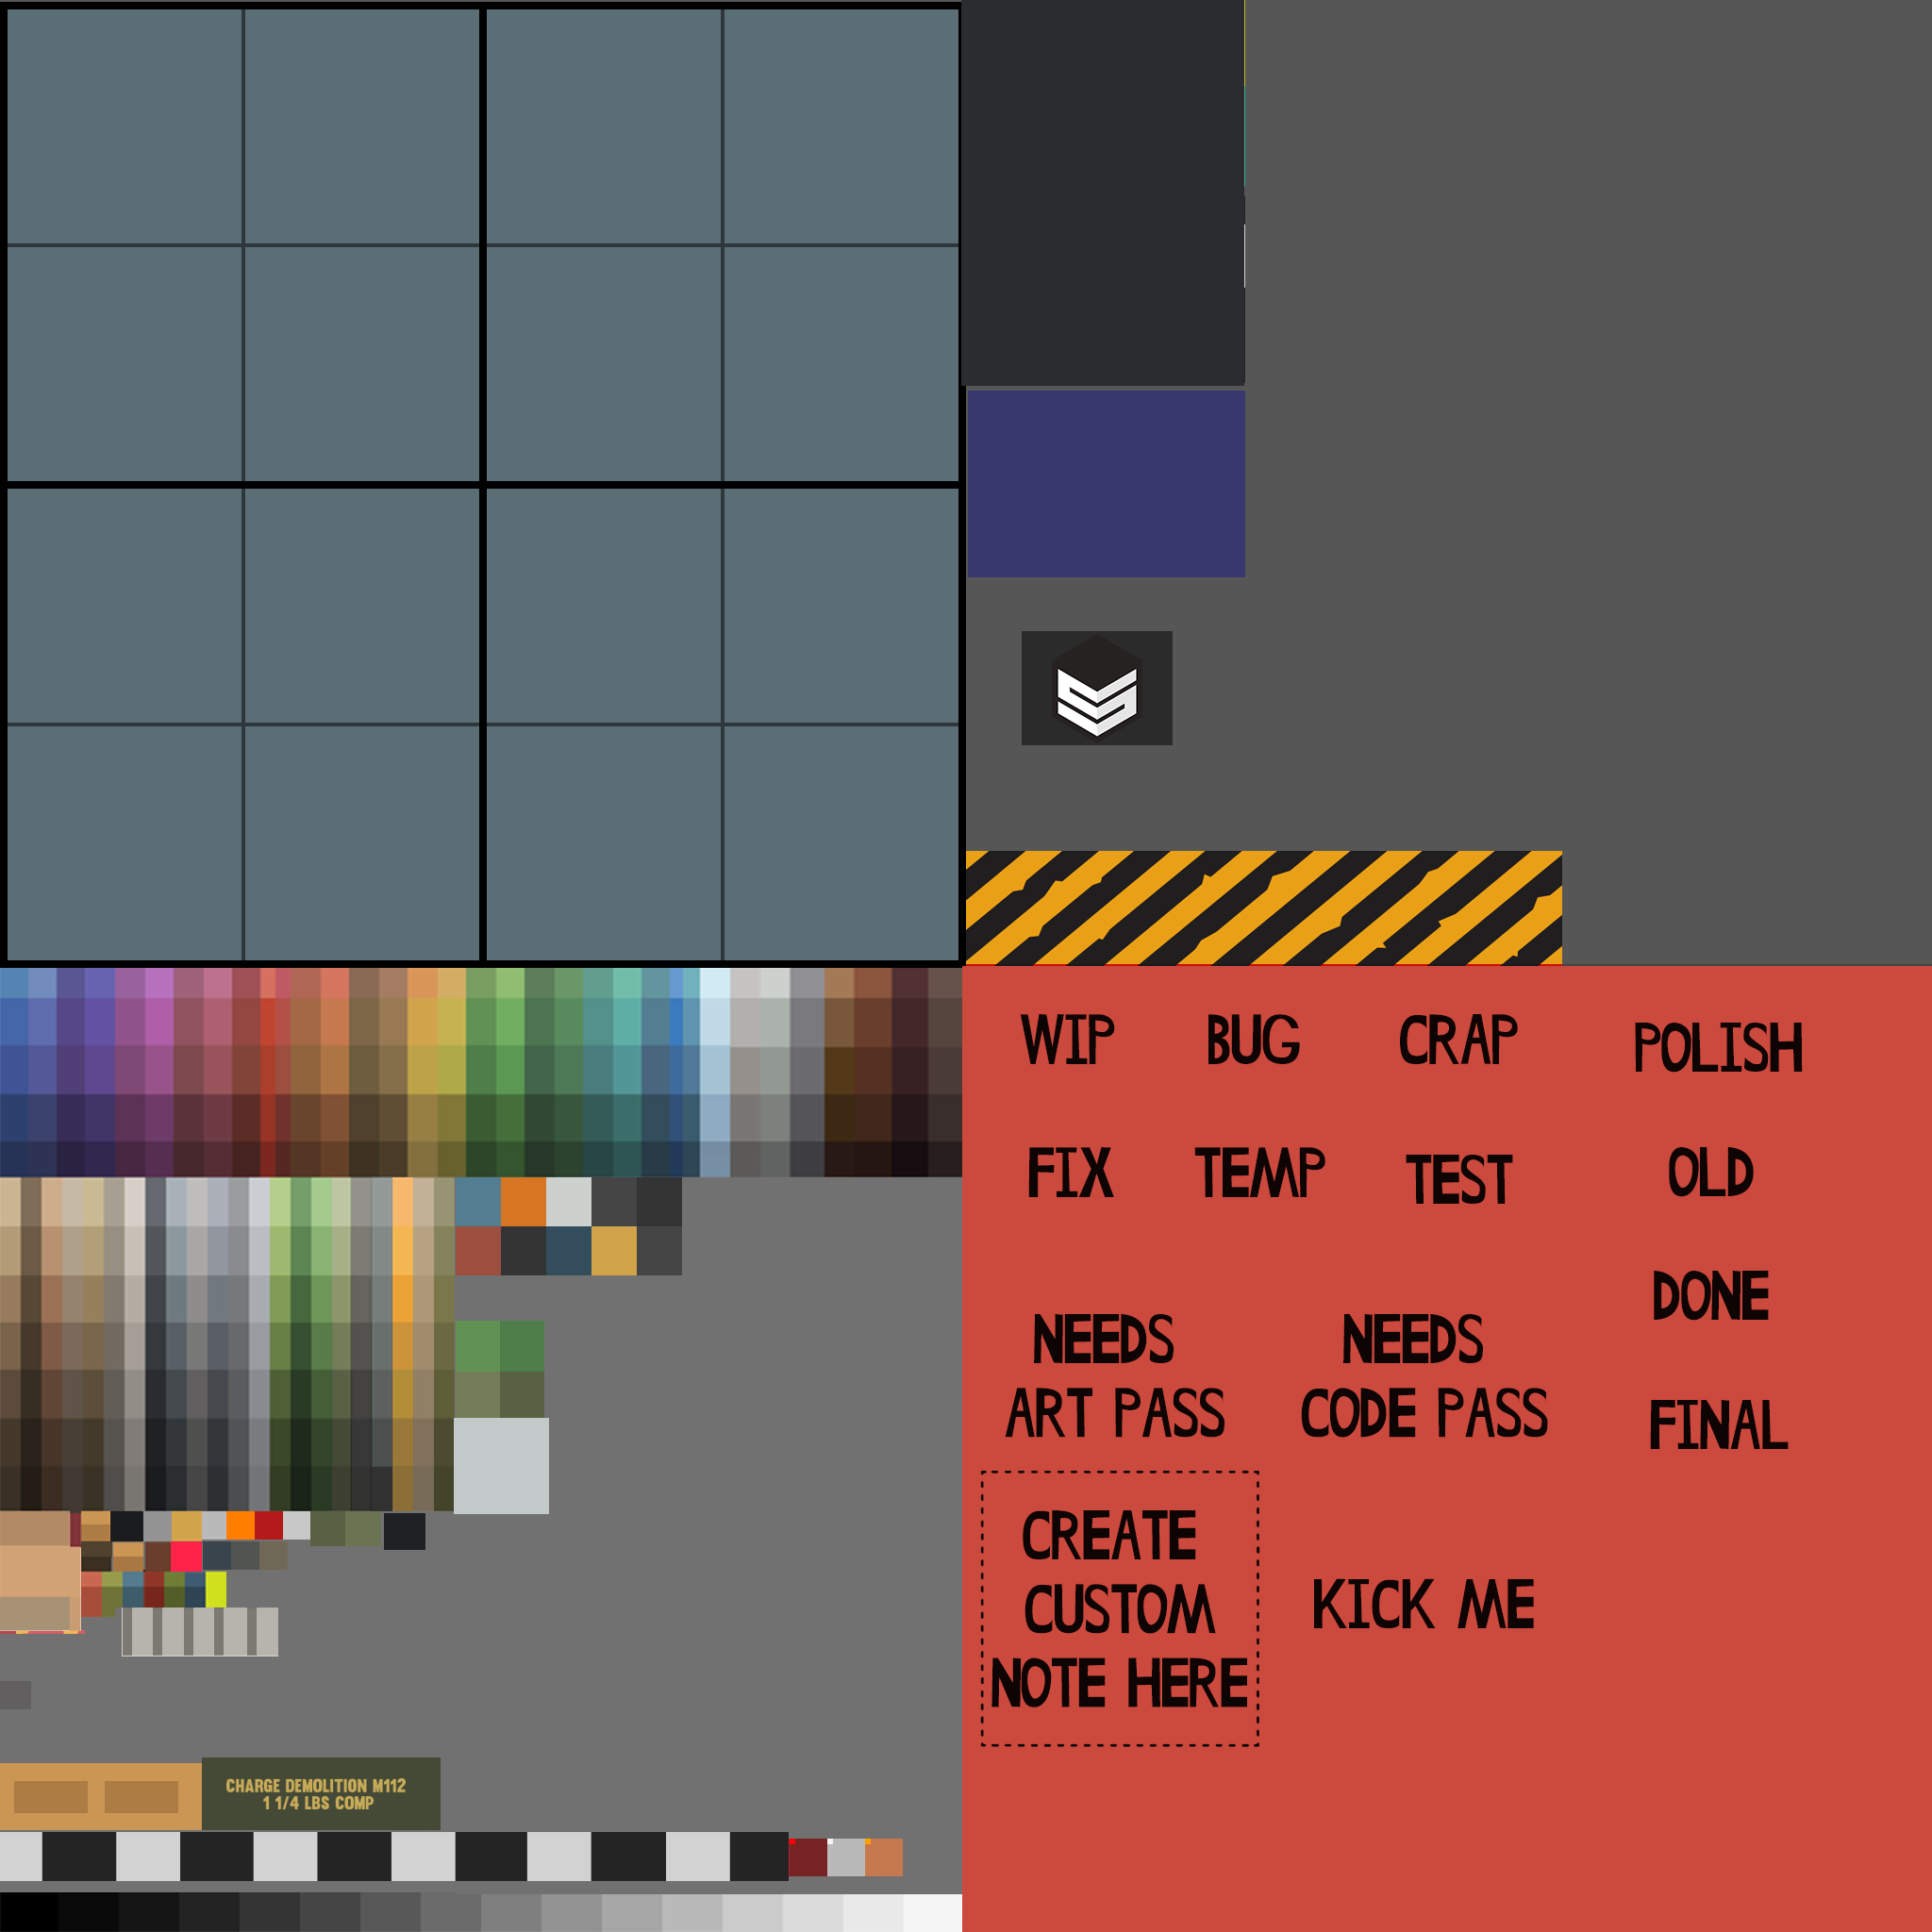 WIP BUG CRAP POLISH
FIX TEMP TEST OLD
DONE
NEEDS
ART PASS
NEEDS
CODE PASS
FINAL
CREATE
CUSTOM
NOTE HERE
KICK ME
CHARGE DEMOLITION M112
1 1/4 LBS COMP